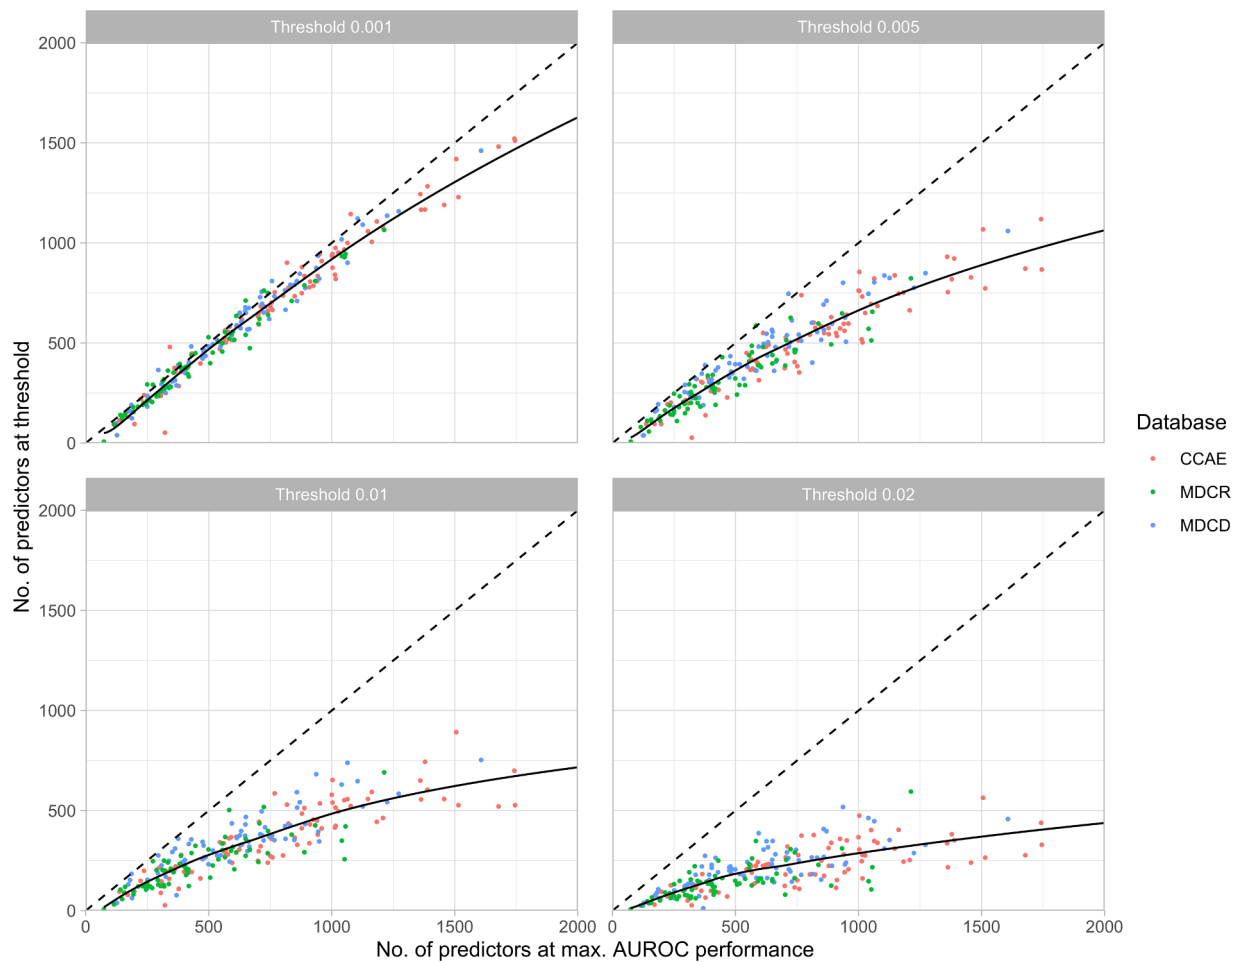 Threshold 0.001
Threshold 0.005
2000
1500
1000
500
0
Threshold 0.01
Threshold 0.02
2000
1500
1000
500
0
0
500
1000
1500
2000
0
500
1000
1500
2000
No. of predictors at max. AUROC performance
No. of predictors at threshold
Database
CCAE
MDCR
MDCD